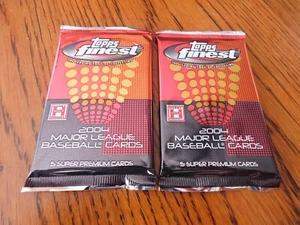 Topps
finest
H
2004
MAJOR LEAGUE
BASEBALL CARDS
5 SUPER PREMIUM CARDS
Topps
finest
H
2004
MAJOR LEAGUE
BASEBALL CARDS
5 SUPER PREMIUM CARDS